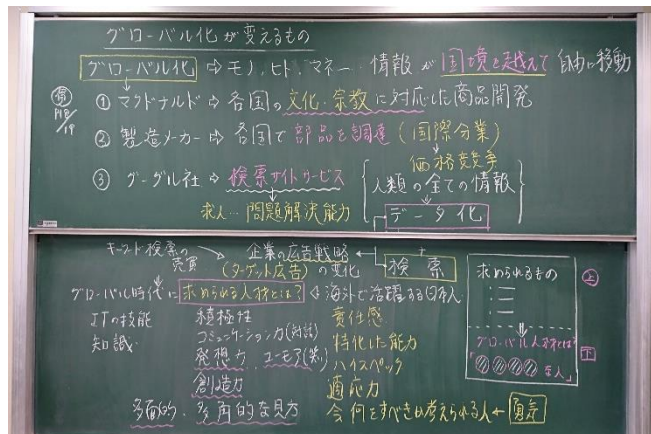 グローバル化が変えるもの
グローバル化 ⇨ モノ、ヒト、マネー・情報が国境を越えて自由に移動
① マクドナルド ⇨ 各国の文化・宗教に対応した商品開発
② 製造メーカー ⇨ 各国で部品を調達（国際分業）
価格競争
③ グーグル社 ⇨ 検索サイトサービス
人類の全ての情報
求人… 問題解決能力
データ化
+
検索
キーワード検索の売買
企業の広告戦略
（ターゲット広告）の変化
グローバル時代に求められる人材とは? 海外で活躍する日本人
ITの技能 積極性 責任感
知識 コミュニケーション力(対話) 特化した能力
発想力 ユーモア(笑) ハイスペック
創造力 適応力
多面的・多角的な見方 今何をすべきか考えられる人
求められるもの
グローバル人材とは?
な人」
上
下